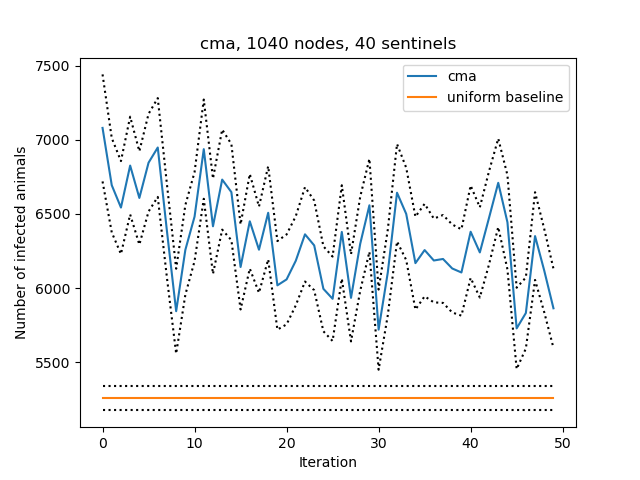 cma, 1040 nodes, 40 sentinels
cma
uniform baseline
Number of infected animals
7500
7000
6500
6000
5500
0 10 20 30 40 50
Iteration